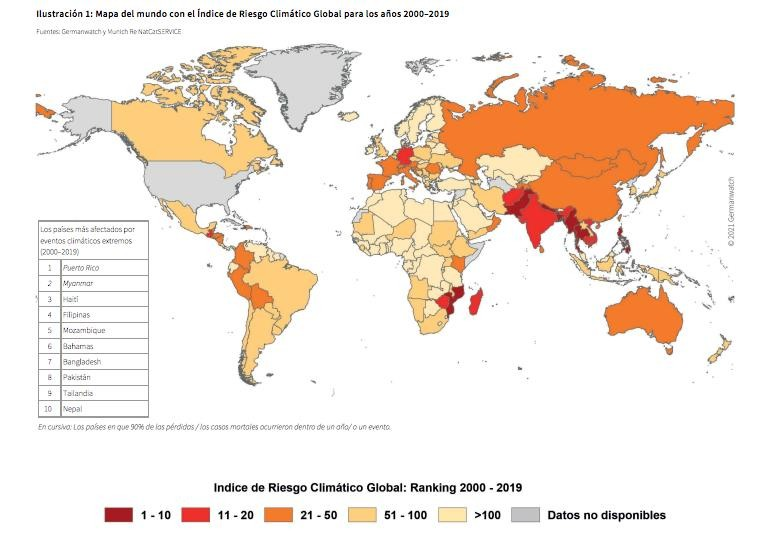 Ilustración 1: Mapa del mundo con el Índice de Riesgo Climático Global para los años 2000–2019
Fuentes: Germanwatch y Munich Re NatCatSERVICE
Los países más afectados por
eventos climáticos extremos
(2000–2019)
1 Puerto Rico
2 Myanmar
3 Haití
4 Filipinas
5 Mozambique
6 Bahamas
7 Bangladesh
8 Pakistán
9 Tailandia
10 Nepal
© 2021 Germanwatch
En cursiva: Los países en que 90% de las pérdidas / los casos mortales ocurrieron dentro de un año/ o un evento.
Indice de Riesgo Climático Global: Ranking 2000 - 2019
1 - 10 11 - 20 21 - 50 51 - 100 >100 Datos no disponibles